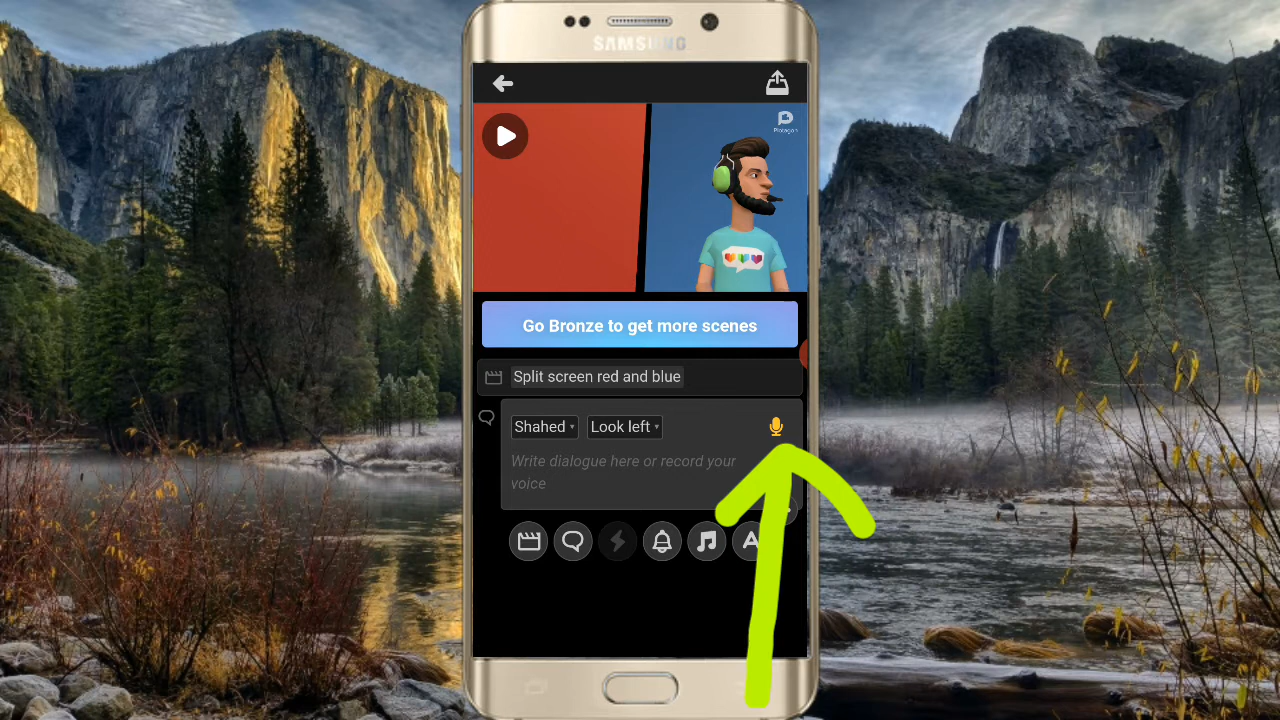 SAMSUNG
Plotagon
Go Bronze to get more scenes
Split screen red and blue
Shahed
Look left
Write dialogue here or record your
voice
A